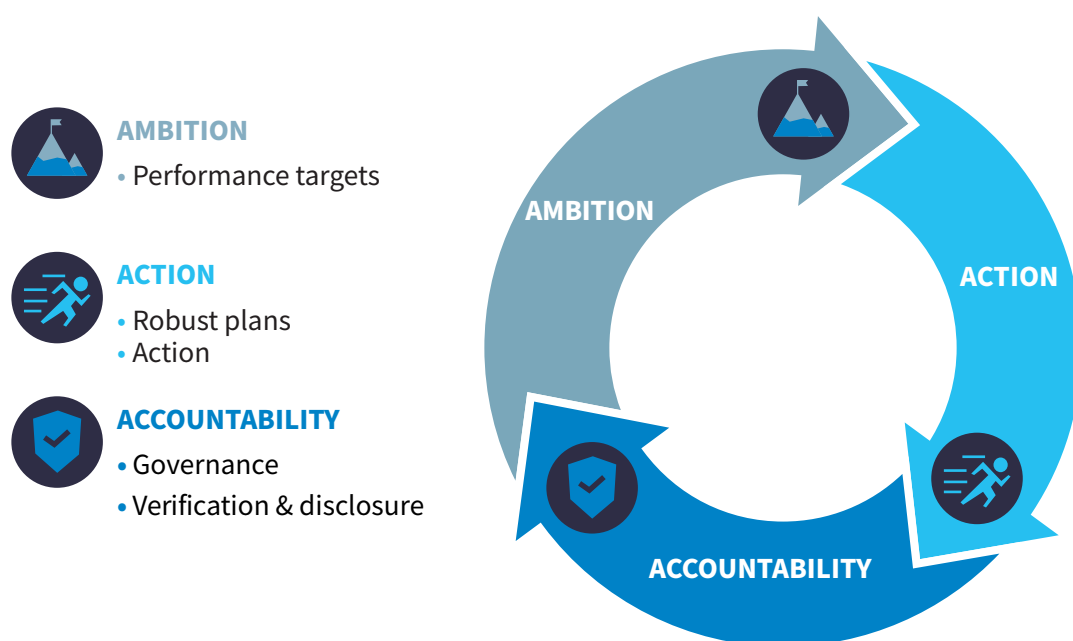 AMBITION
• Performance targets
ACTION
• Robust plans
• Action
ACCOUNTABILITY
• Governance
• Verification & disclosure
AMBITION
ACTION
ACCOUNTABILITY